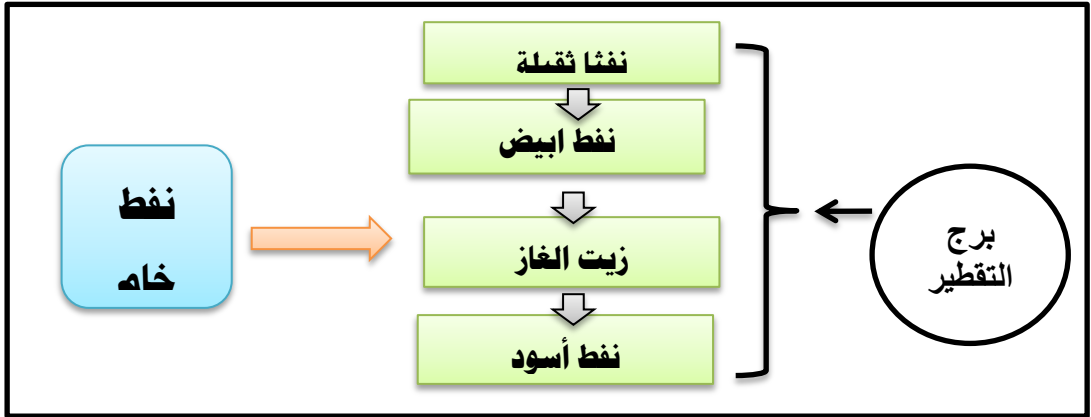 نفثا ثقيلة
نفط ابيض
زيت الغاز
نفط أسود
نفط
خام
برج
التقطير